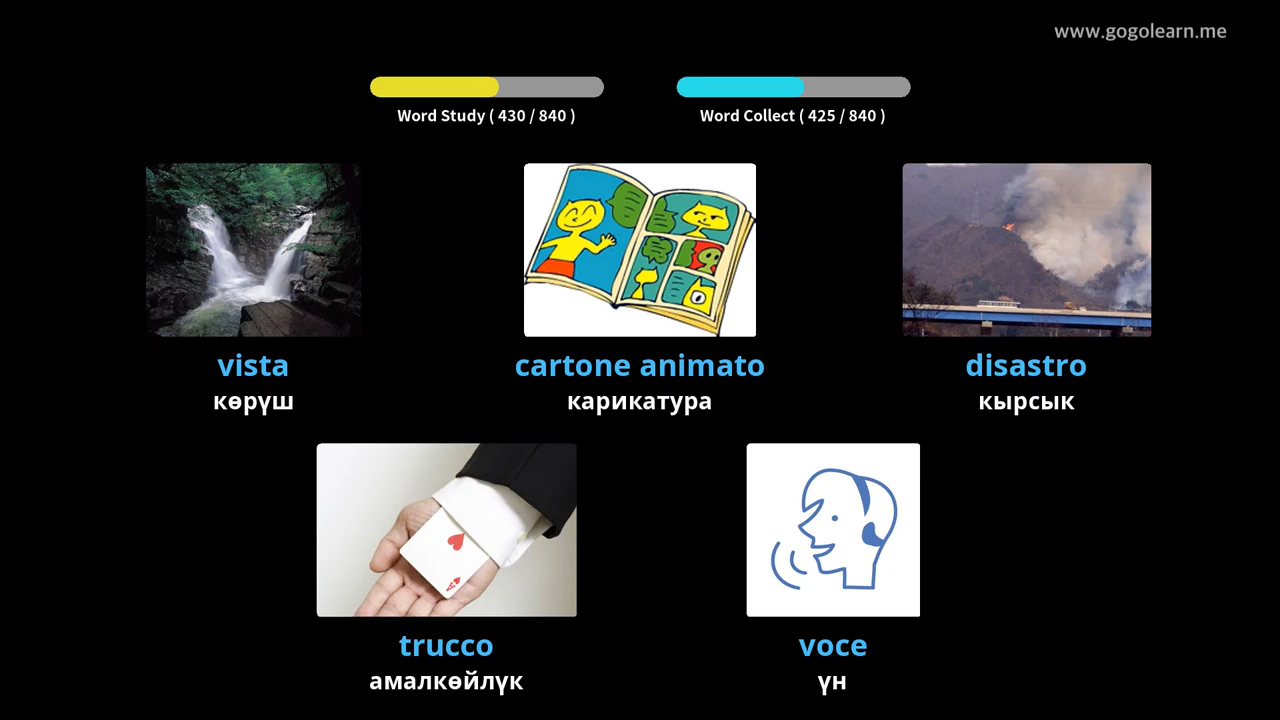 www.gogolearn.me
Word Study ( 430 / 840 )
Word Collect ( 425 / 840 )
vista
көрүш
cartone animato
карикатура
disastro
кырсык
trucco
амалкөйлүк
voce
үн